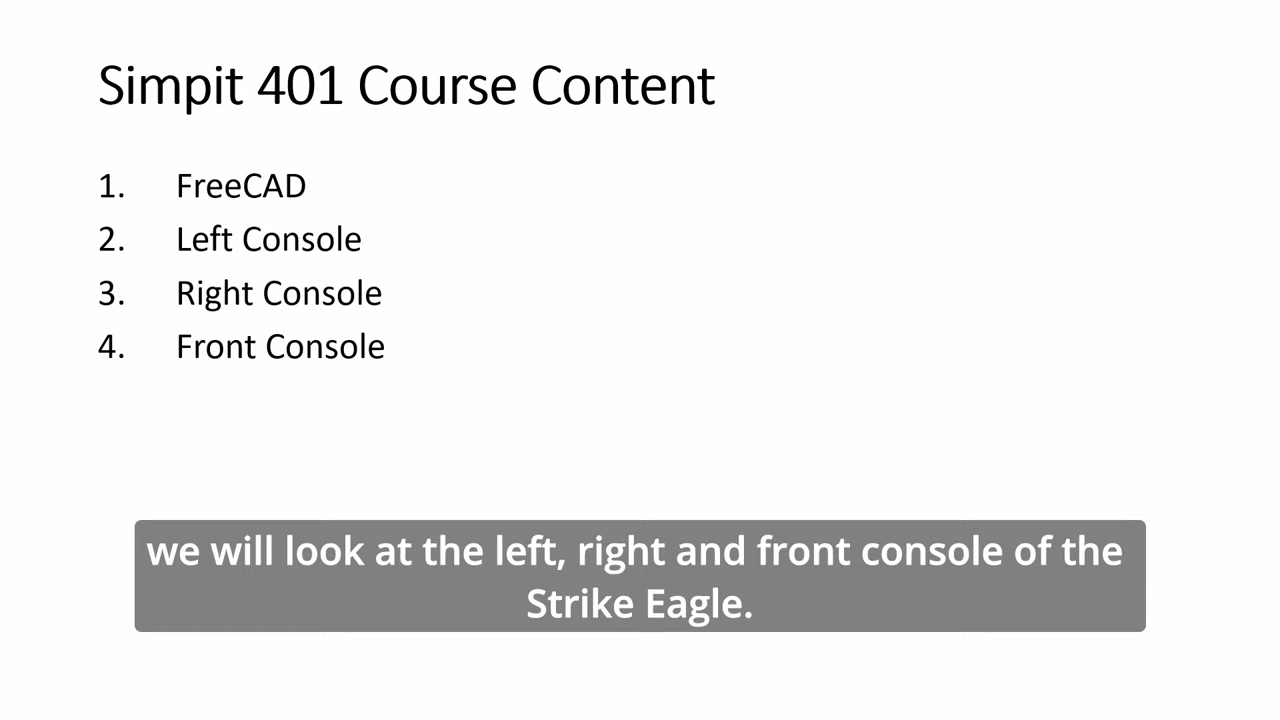 Simpit 401 Course Content
1. FreeCAD
2. Left Console
3. Right Console
4. Front Console
we will look at the left, right and front console of the
Strike Eagle.